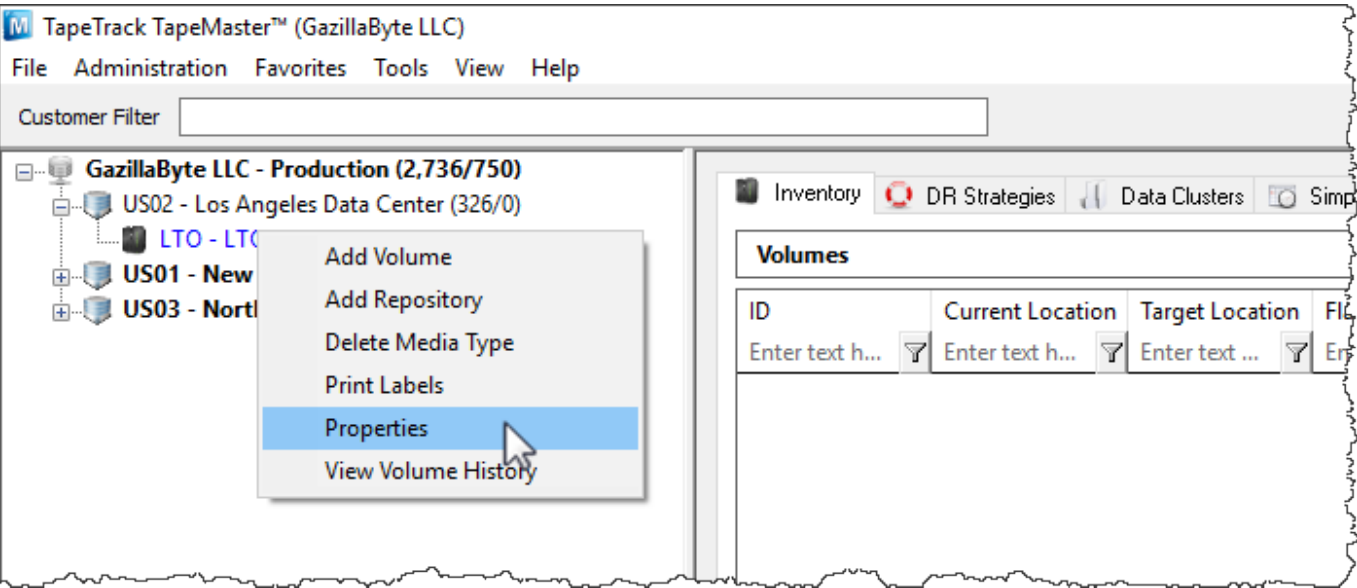 M TapeTrack TapeMaster™ (GazillaByte LLC)
File Administration Favorites Tools View Help
Customer Filter
GazillaByte LLC - Production (2,736/750)
US02 - Los Angeles Data Center (326/0)
LTO - LTO
US01 - New
US03 - North
Add Volume
Add Repository
Delete Media Type
Print Labels
Properties
View Volume History
Inventory DR Strategies Data Clusters Simp
Volumes
ID Current Location Target Location Fl
Enter text h... Enter text h... Enter text ... En